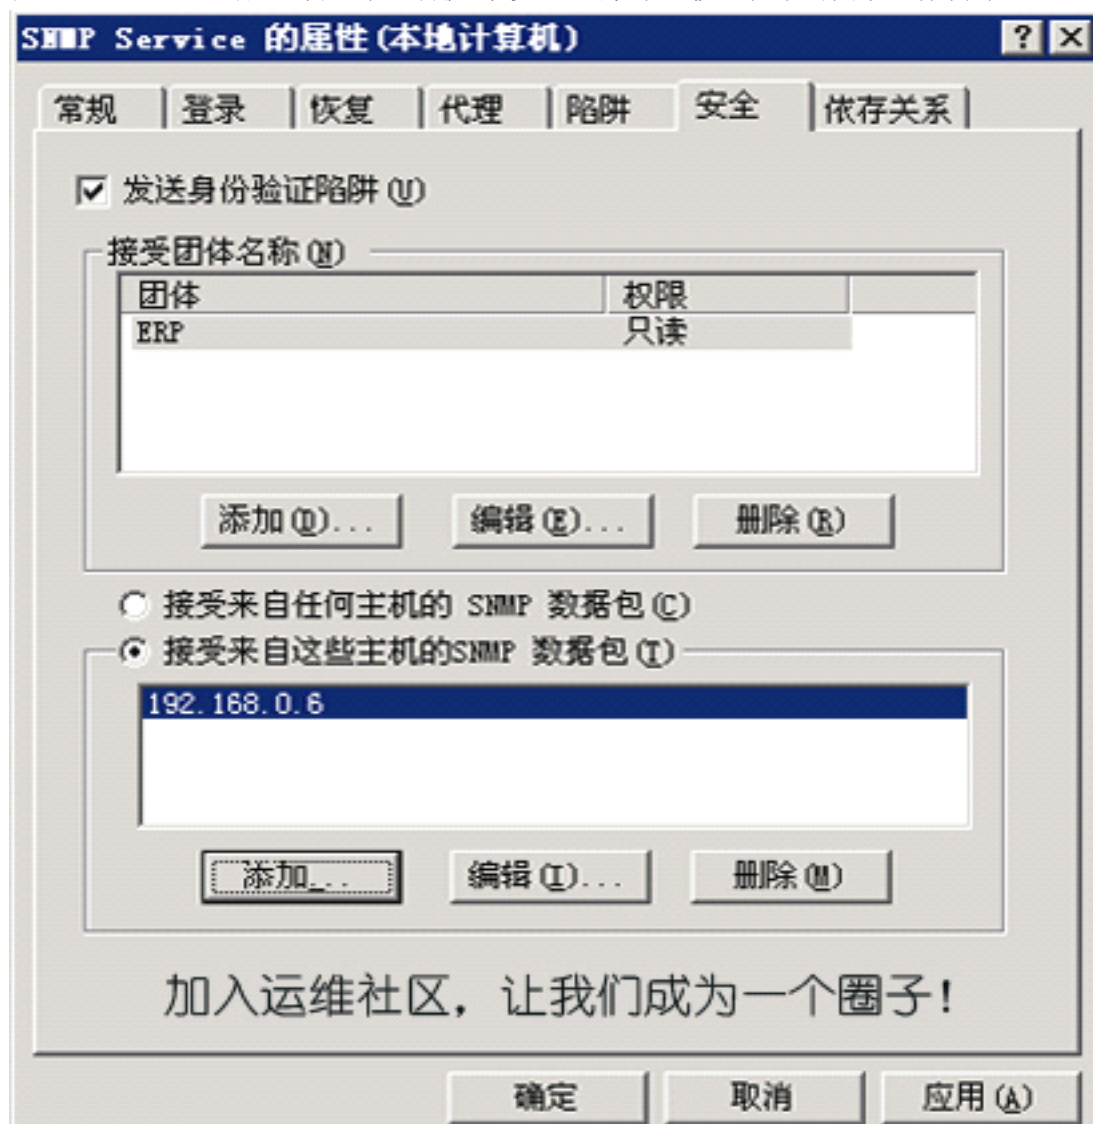 SNMP Service 的属性(本地计算机)
常规 登录 恢复 代理 陷阱 安全 依存关系
发送身份验证陷阱(U)
接受团体名称(N)
团体 权限
ERP 只读
添加(D)... 编辑(E)... 删除(R)
接受来自任何主机的 SNMP 数据包(C)
接受来自这些主机的SNMP 数据包(T)
192.168.0.6
添加... 编辑(I)... 删除(M)
加入运维社区，让我们成为一个圈子!
确定 取消 应用(A)